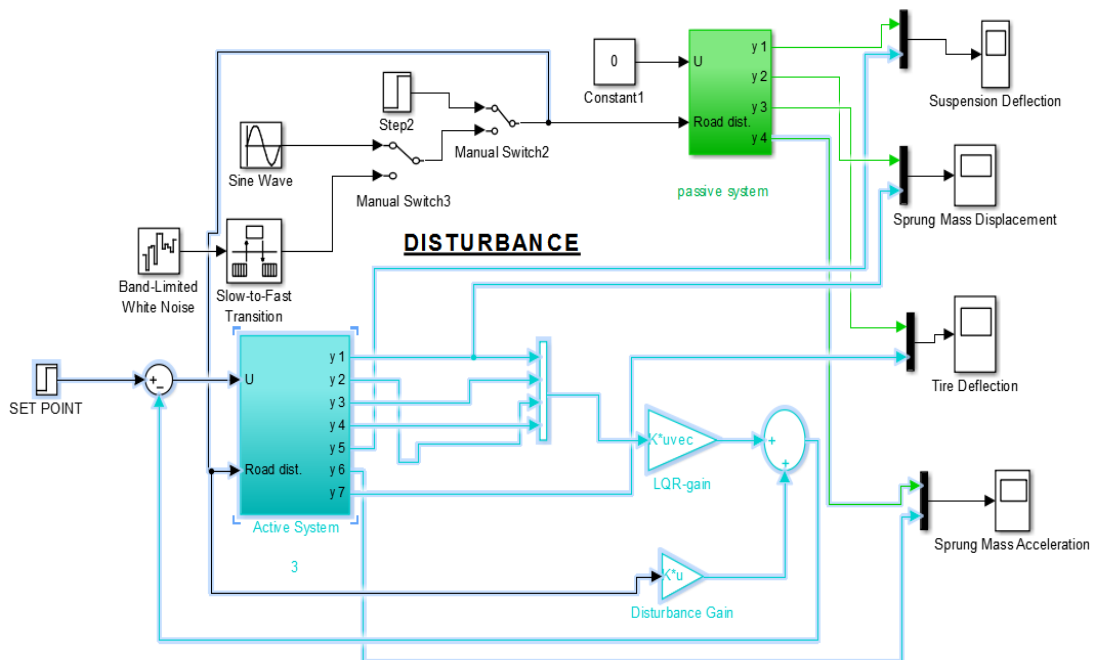 0
Constant1
U
Road dist.
y 1
y 2
y 3
y 4
passive system
Suspension Deflection
Step2
Manual Switch2
Sine Wave
Manual Switch3
Sprung Mass Displacement
DISTURBANCE
Band-Limited
White Noise
Slow-to-Fast
Transition
SET POINT
+
−
U
Road dist.
y 1
y 2
y 3
y 4
y 5
y 6
y 7
Active System
3
K*uvec
LQR-gain
+
+
Tire Deflection
Sprung Mass Acceleration
K*u
Disturbance Gain